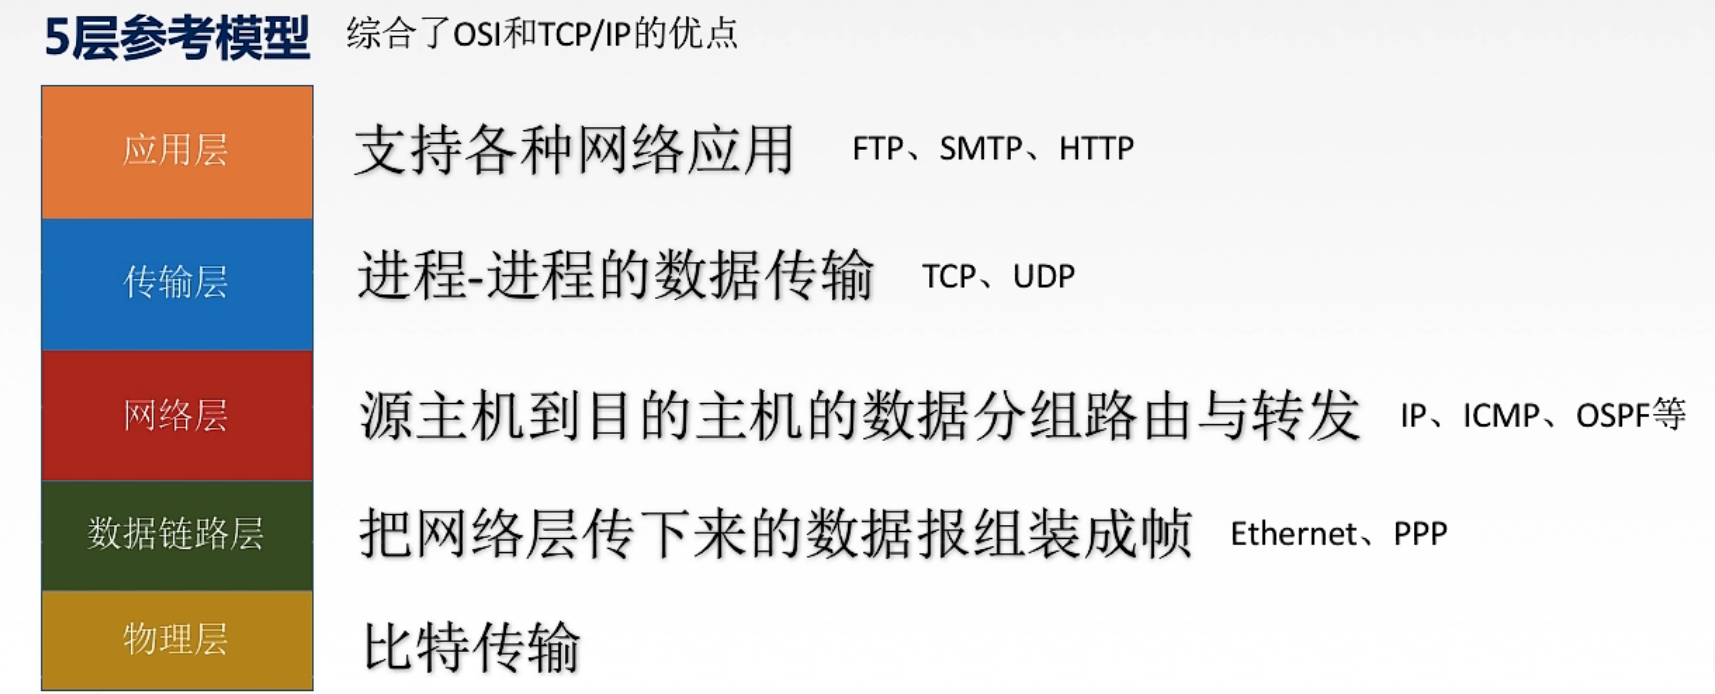 5层参考模型 综合了OSI和TCP/IP的优点
应用层 支持各种网络应用 FTP、SMTP、HTTP
传输层 进程-进程的数据传输 TCP、UDP
网络层 源主机到目的主机的数据分组路由与转发 IP、ICMP、OSPF等
数据链路层 把网络层传下来的数据报组装成帧 Ethernet、PPP
物理层 比特传输